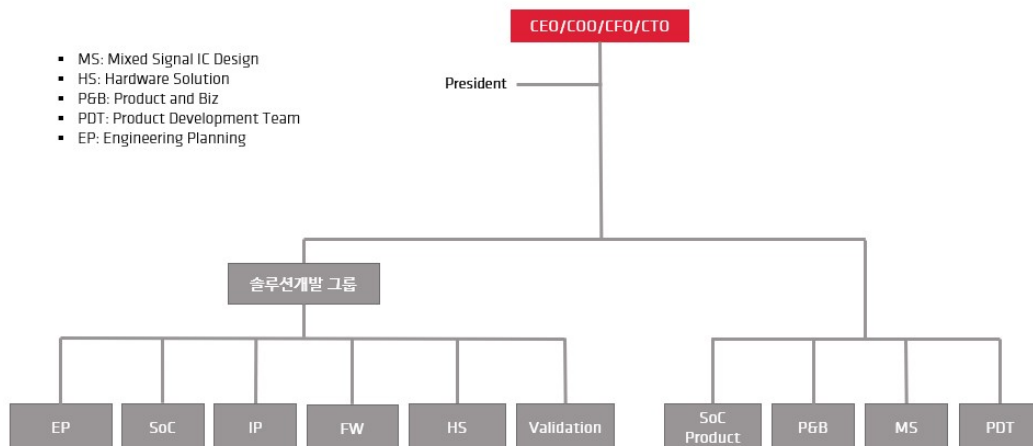 CEO/COO/CFO/CTO
▪ MS: Mixed Signal IC Design
▪ HS: Hardware Solution
▪ P&B: Product and Biz
▪ PDT: Product Development Team
▪ EP: Engineering Planning
President
솔루션개발 그룹
EP
SoC
IP
FW
HS
Validation
SoC
Product
P&B
MS
PDT